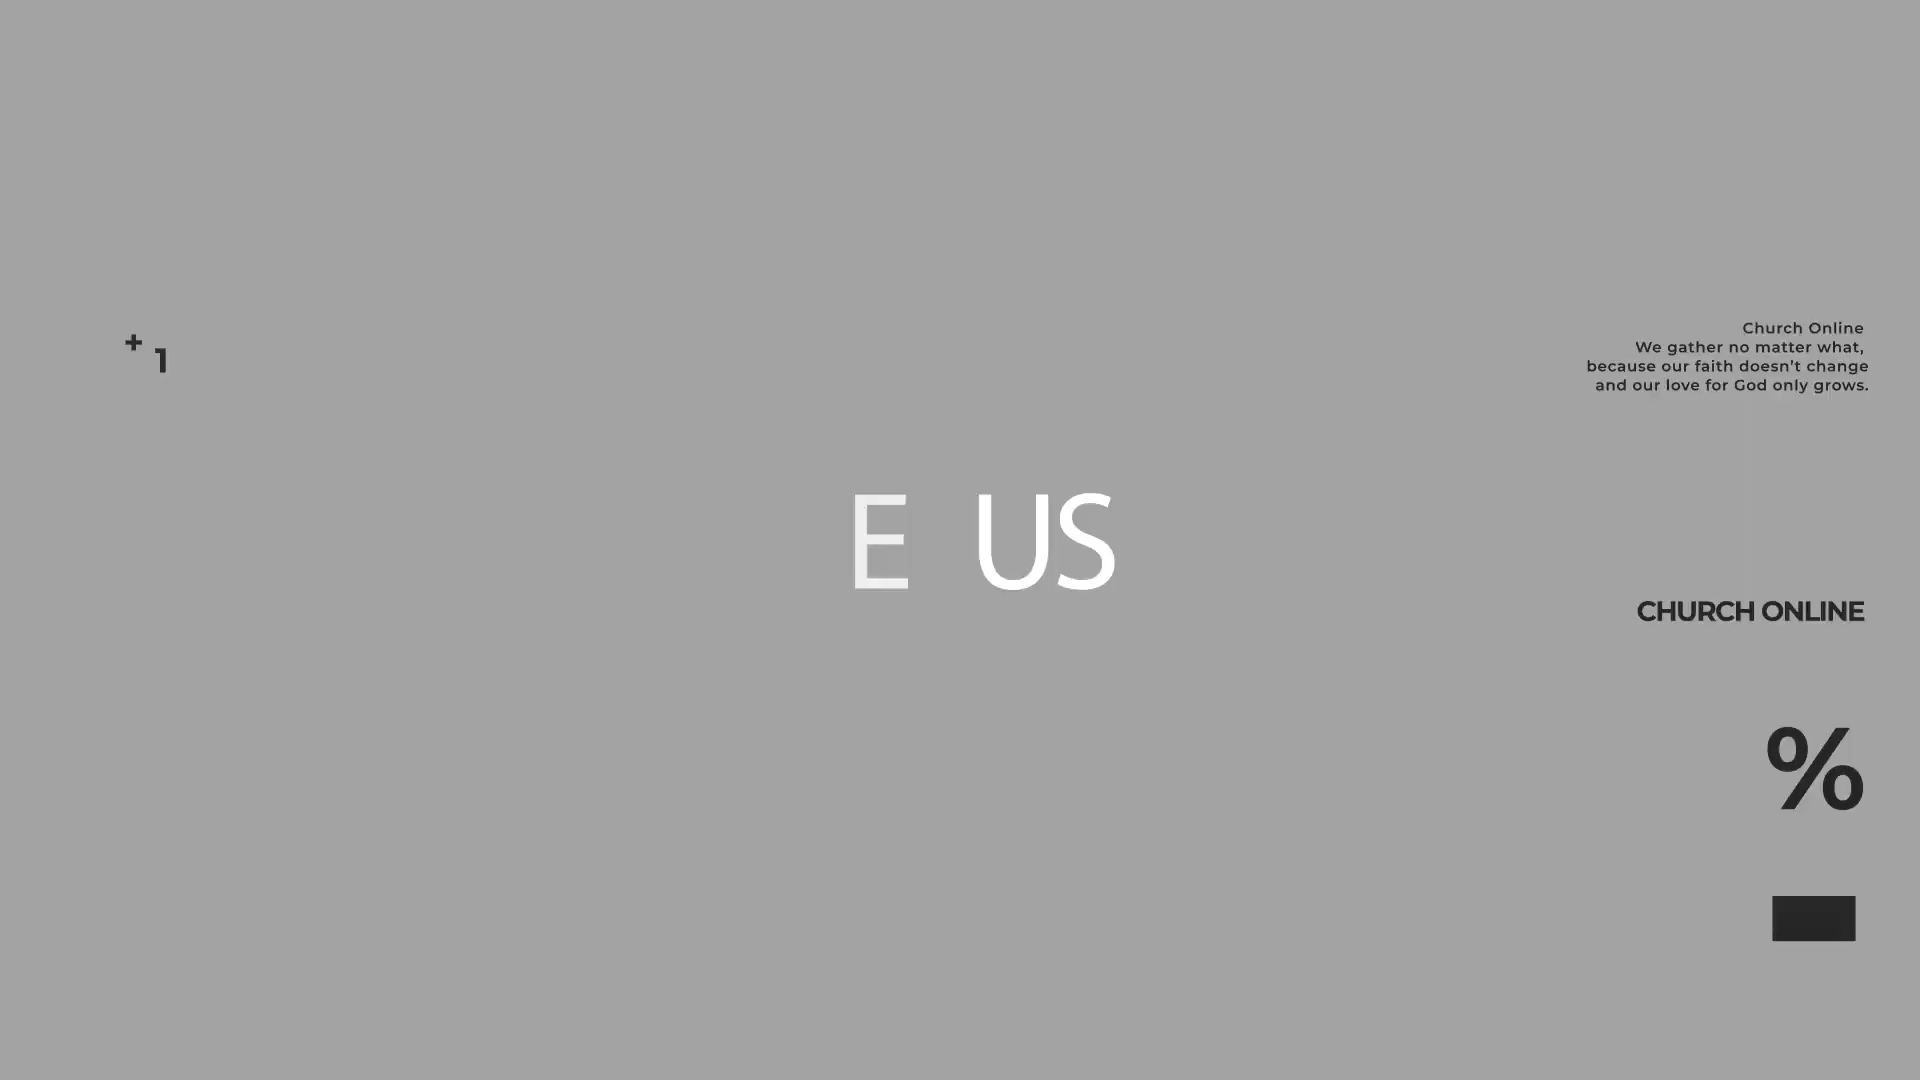 + 1
Church Online
We gather no matter what,
because our faith doesn't change
and our love for God only grows.
E US
CHURCH ONLINE
%